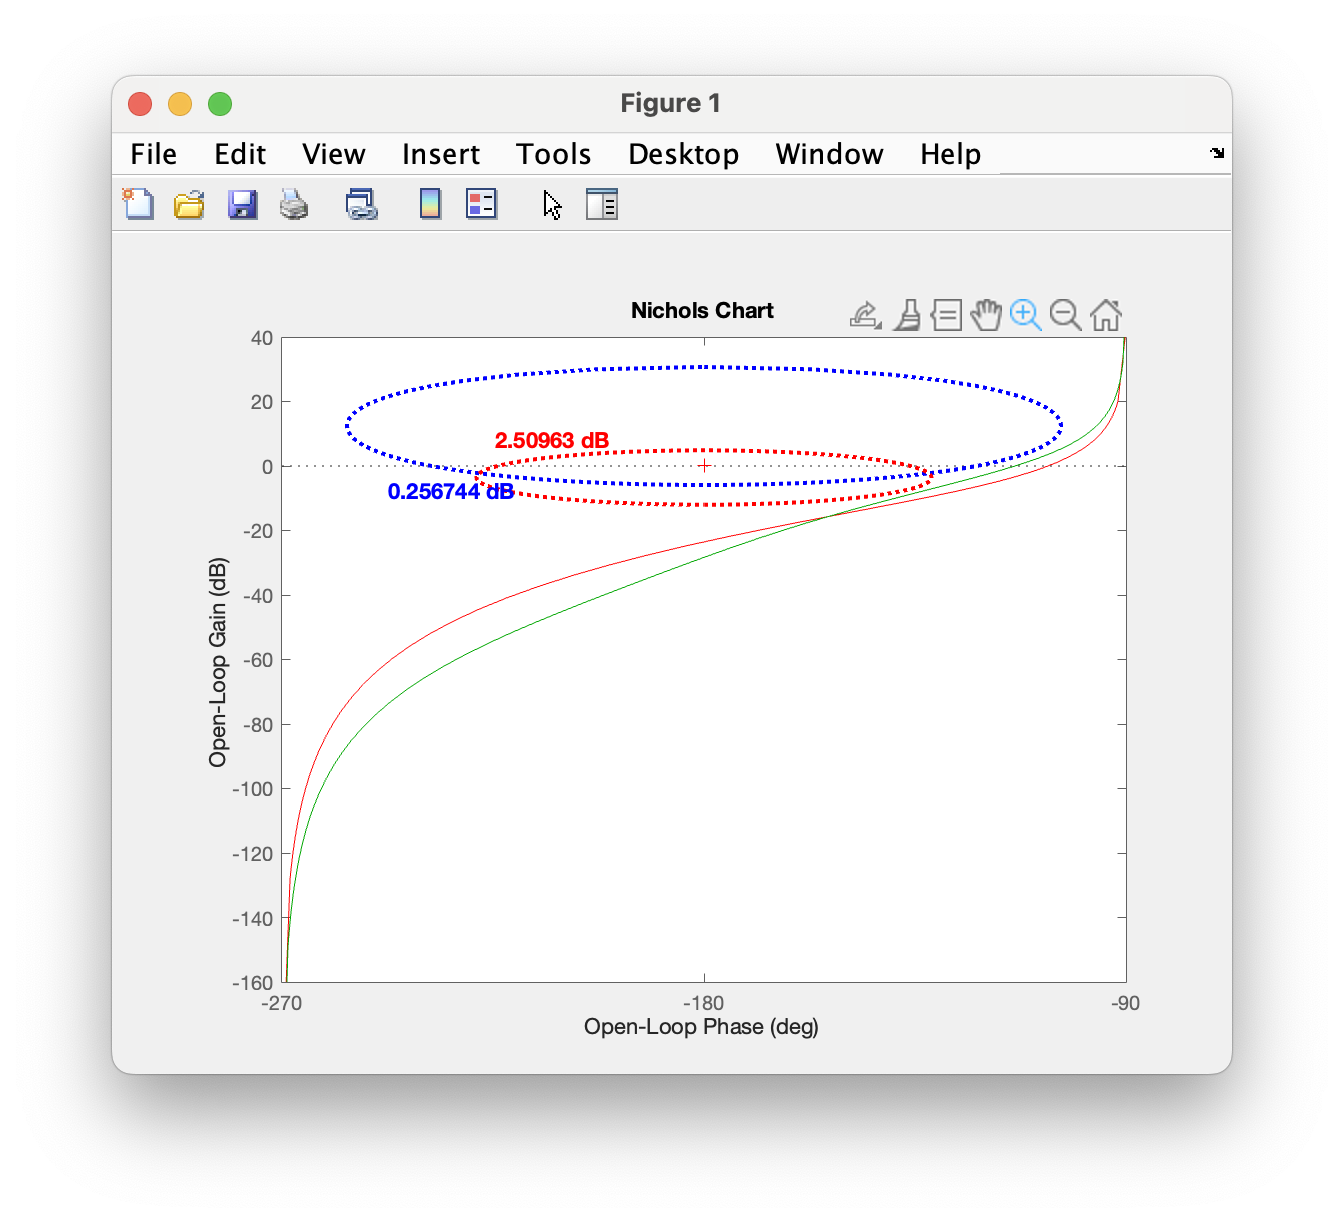 Figure 1
File Edit View Insert Tools Desktop Window Help
Nichols Chart
40
20
0
-20
-40
-60
-80
-100
-120
-140
-160
2.50963 dB
0.256744 dB
Open-Loop Gain (dB)
-270 -180 -90
Open-Loop Phase (deg)